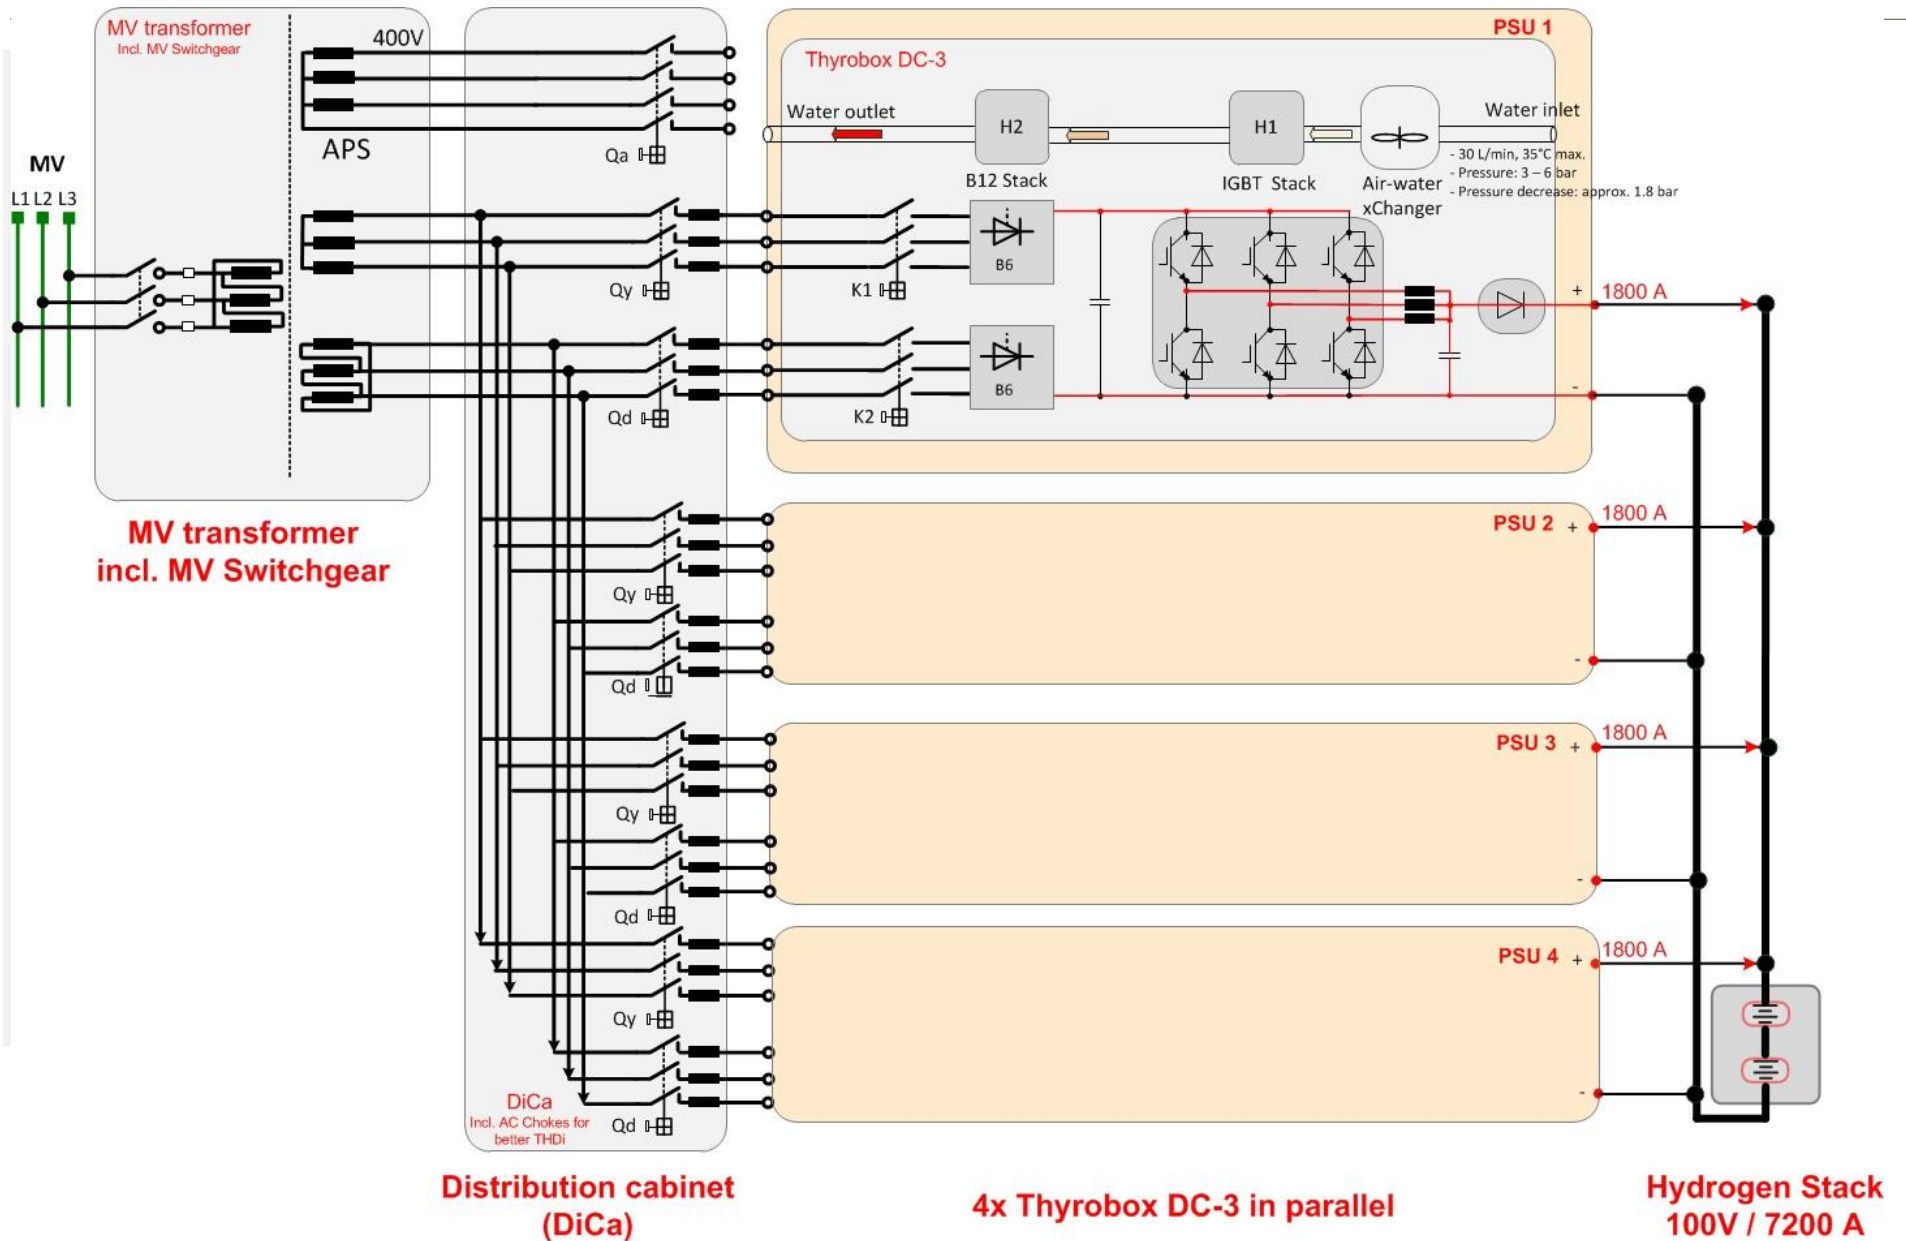 MV transformer
Incl. MV Switchgear
400V
APS
MV
L1 L2 L3
MV transformer
incl. MV Switchgear
Qa
Qy
Qd
Qy
Qd
Qy
Qd
Qy
Qd
DiCa
Incl. AC Chokes for
better THDi
Distribution cabinet
(DiCa)
PSU 1
Thyrobox DC-3
Water outlet
H2
H1
Water inlet
B12 Stack
IGBT Stack
Air-water
xChanger
- 30 L/min, 35°C max.
- Pressure: 3 – 6 bar
- Pressure decrease: approx. 1.8 bar
K1
B6
K2
B6
+
1800 A
-
PSU 2 +
1800 A
-
PSU 3 +
1800 A
-
PSU 4 +
1800 A
-
4x Thyrobox DC-3 in parallel
Hydrogen Stack
100V / 7200 A